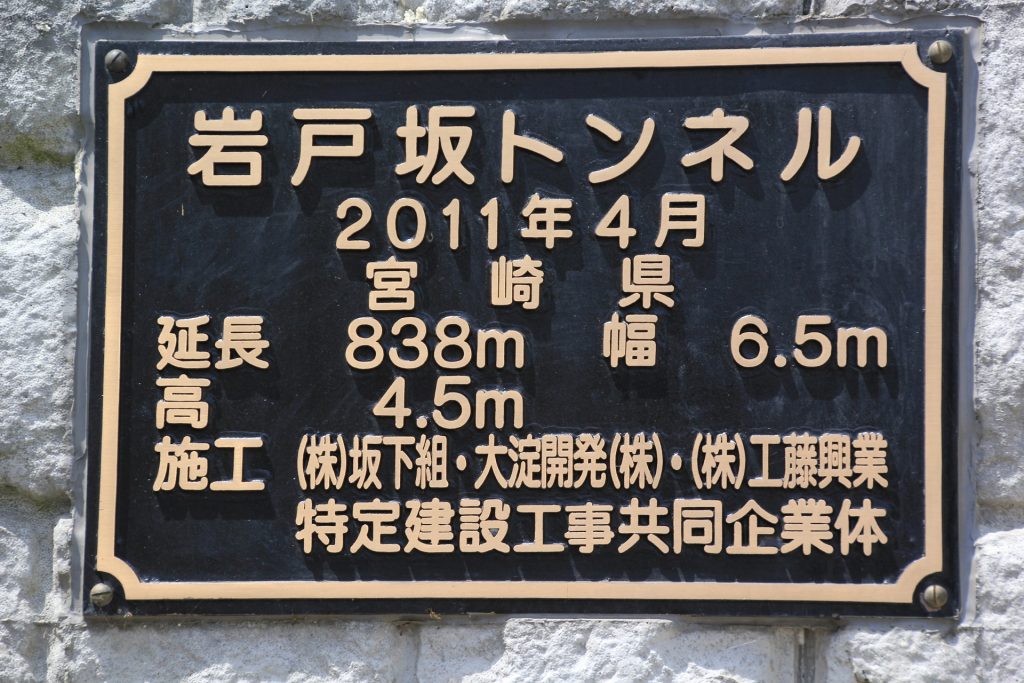 岩戸坂トンネル
2011年4月
宮崎県
延長 838m 幅 6.5m
高 4.5m
施工 (株)坂下組・大淀開発(株)・(株)工藤興業
特定建設工事共同企業体